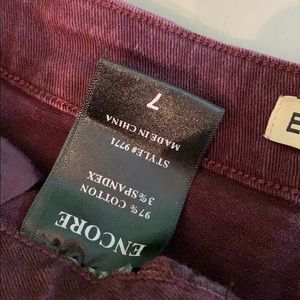 ENCORE
97% COTTON
3% SPANDEX
STYLE# 9771
MADE IN CHINA
7